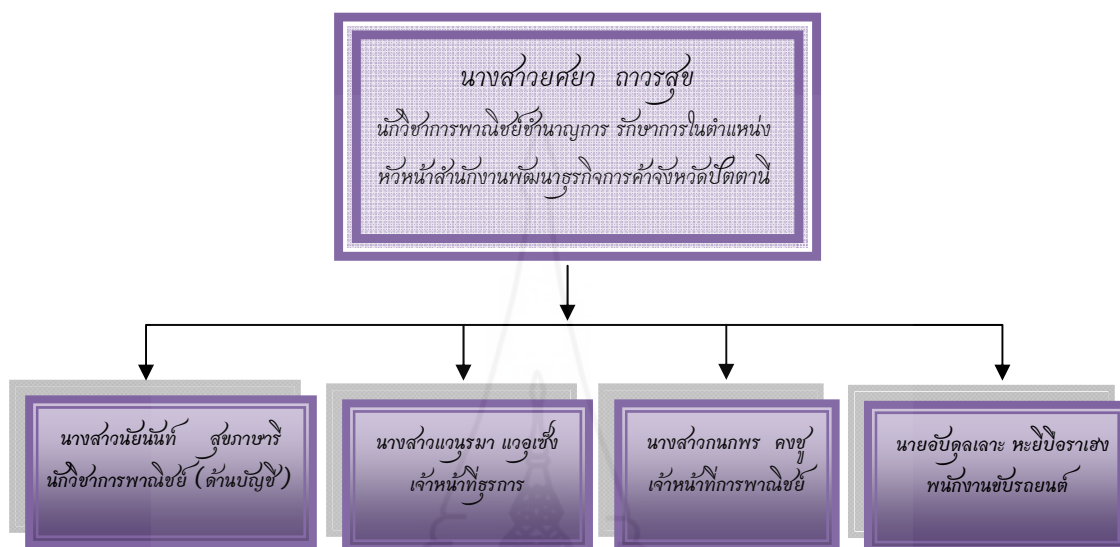 นางสาวยศยา ถาวรสุข
นักวิชาการพาณิชย์ชำนาญการ รักษาการในตำแหน่ง
หัวหน้าสำนักงานพัฒนาธุรกิจการค้าจังหวัดปัตตานี
นางสาวนัยนันท์ สุขภาษารี
นักวิชาการพาณิชย์ (ด้านบัญชี)
นางสาวแวนุรมา แวอุเซ็ง
เจ้าหน้าที่ธุรการ
นางสาวกนกพร คงชู
เจ้าหน้าที่การพาณิชย์
นายอับดุลเลาะ หะยีบือราเฮง
พนักงานขับรถยนต์